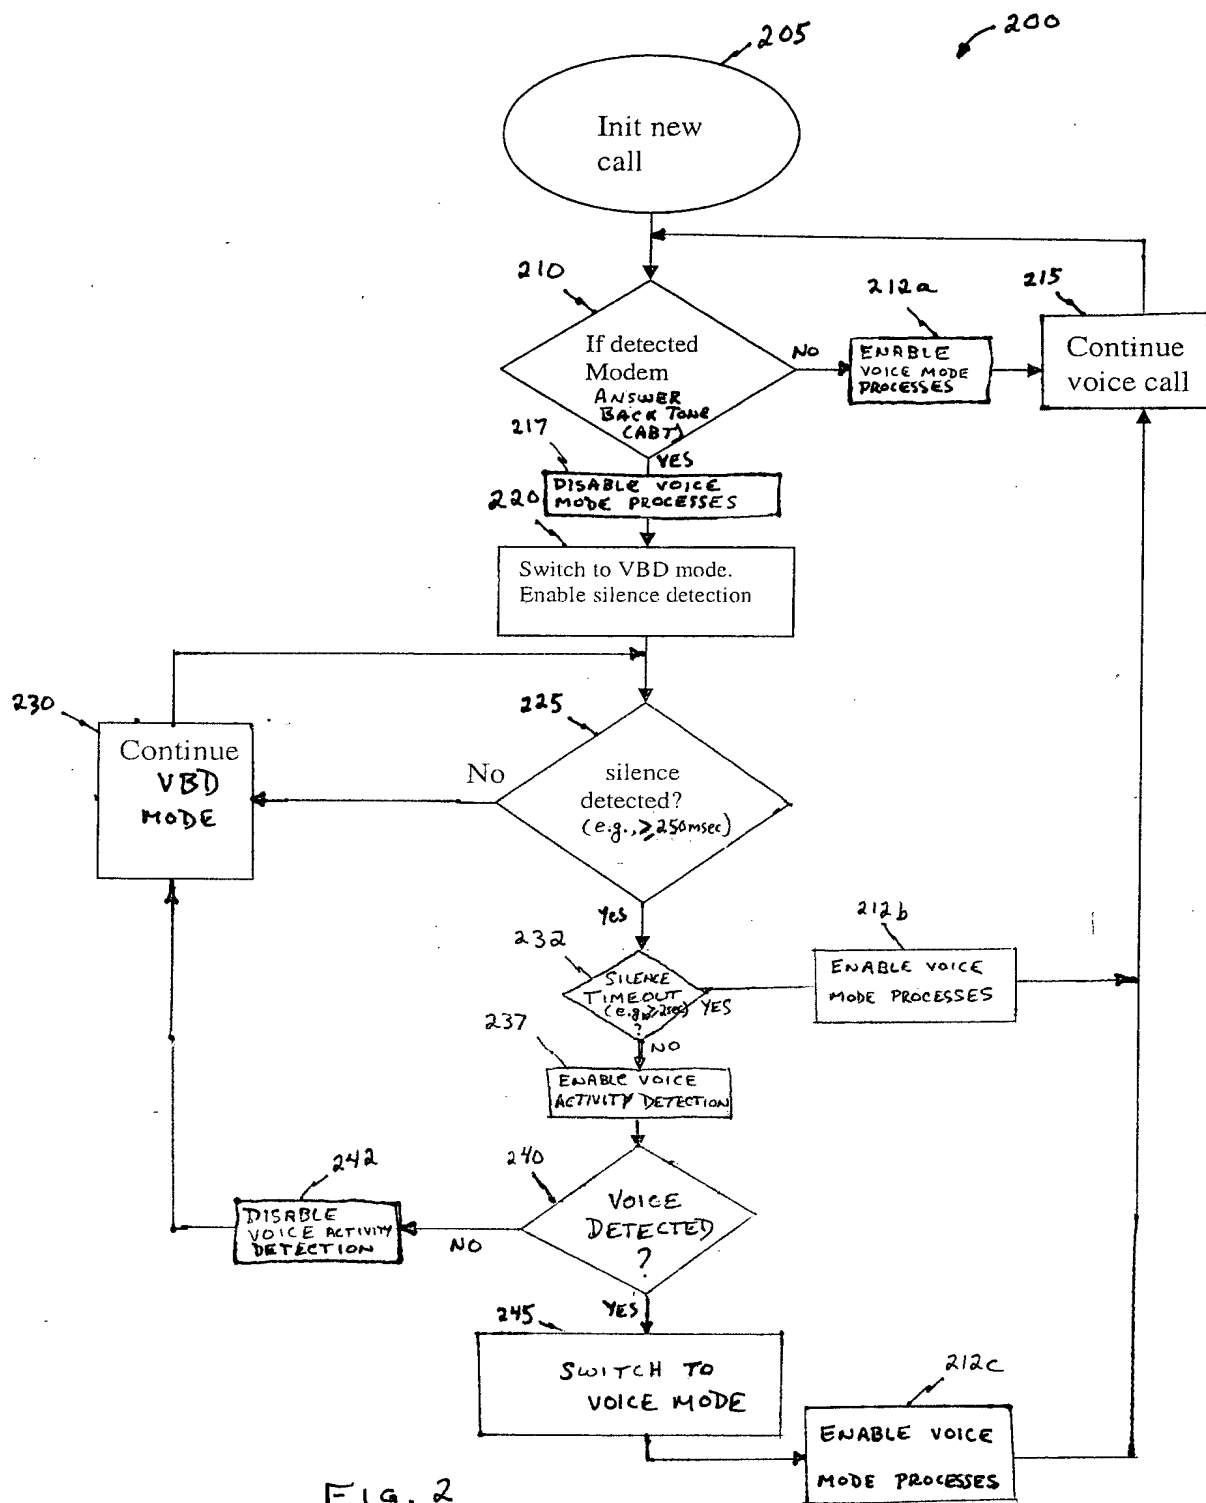 205
200
Init new
call
210
212a
215
If detected
Modem
ANSWER
BACK TONE
(ABT)
NO
ENABLE
VOICE MODE
PROCESSES
Continue
voice call
217
YES
DISABLE VOICE
MODE PROCESSES
220
Switch to VBD mode.
Enable silence detection
230
225
Continue
VBD
MODE
No
silence
detected?
(e.g., ≥250msec)
Yes
212b
232
SILENCE
TIMEOUT
(e.g., ≥2sec)
?
YES
ENABLE VOICE
MODE PROCESSES
237
NO
ENABLE VOICE
ACTIVITY DETECTION
242
240
DISABLE
VOICE ACTIVITY
DETECTION
NO
VOICE
DETECTED
?
YES
245
SWITCH TO
VOICE MODE
212c
ENABLE VOICE
MODE PROCESSES
FIG. 2